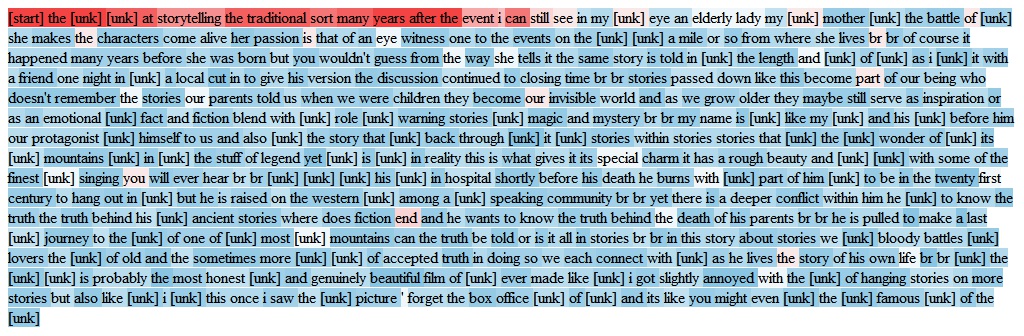 [start] the [unk] [unk] at storytelling the traditional sort many years after the event i can still see in my [unk] eye an elderly lady my [unk] mother [unk] the battle of [unk]
she makes the characters come alive her passion is that of an eye witness one to the events on the [unk] [unk] a mile or so from where she lives br br of course it
happened many years before she was born but you wouldn't guess from the way she tells it the same story is told in [unk] the length and [unk] of [unk] as i [unk] it with
a friend one night in [unk] a local cut in to give his version the discussion continued to closing time br br stories passed down like this become part of our being who
doesn't remember the stories our parents told us when we were children they become our invisible world and as we grow older they maybe still serve as inspiration or
as an emotional [unk] fact and fiction blend with [unk] role [unk] warning stories [unk] magic and mystery br br my name is [unk] like my [unk] and his [unk] before him
our protagonist [unk] himself to us and also [unk] the story that [unk] back through [unk] it [unk] stories within stories stories that [unk] the [unk] wonder of [unk] its
[unk] mountains [unk] in [unk] the stuff of legend yet [unk] is [unk] in reality this is what gives it its special charm it has a rough beauty and [unk] [unk] with some of the
finest [unk] singing you will ever hear br br [unk] [unk] [unk] his [unk] in hospital shortly before his death he burns with [unk] part of him [unk] to be in the twenty first
century to hang out in [unk] but he is raised on the western [unk] among a [unk] speaking community br br yet there is a deeper conflict within him he [unk] to know the
truth the truth behind his [unk] ancient stories where does fiction end and he wants to know the truth behind the death of his parents br br he is pulled to make a last
[unk] journey to the [unk] of one of [unk] most [unk] mountains can the truth be told or is it all in stories br br in this story about stories we [unk] bloody battles [unk]
lovers the [unk] of old and the sometimes more [unk] [unk] of accepted truth in doing so we each connect with [unk] as he lives the story of his own life br br [unk] the
[unk] [unk] is probably the most honest [unk] and genuinely beautiful film of [unk] ever made like [unk] i got slightly annoyed with the [unk] of hanging stories on more
stories but also like [unk] i [unk] this once i saw the [unk] picture ' forget the box office [unk] of [unk] and its like you might even [unk] the [unk] famous [unk] of the
[unk]